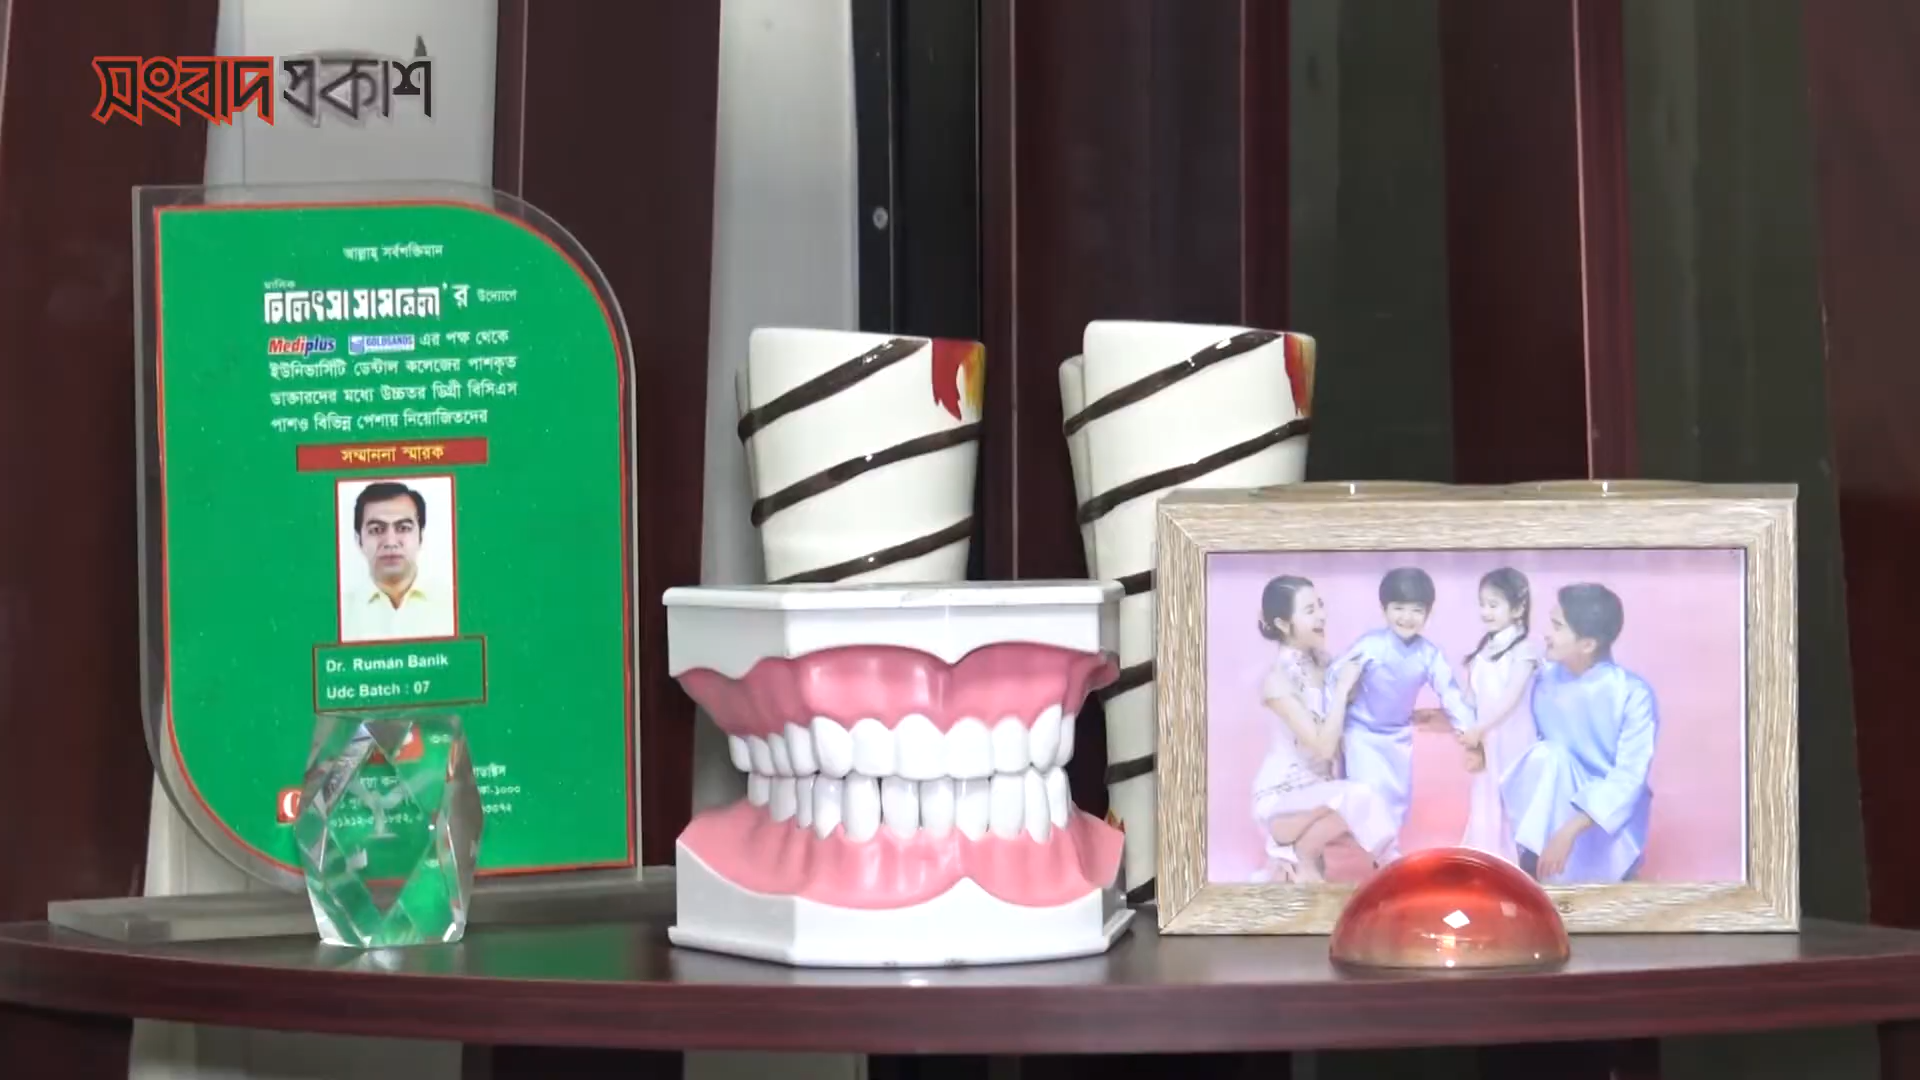 সংবাদ প্রকাশ
আল্লাহ্ সর্বশক্তিমান
মাসিক
চিকিৎসা সাময়িকী'র উদ্যোগে
Mediplus GOLDSANDS এর পক্ষ থেকে
ইউনিভার্সিটি ডেন্টাল কলেজের পাশকৃত
ডাক্তারদের মধ্যে উচ্চতর ডিগ্রী বিসিএস
পাশও বিভিন্ন পেশায় নিয়োজিতদের
সম্মাননা স্মারক
Dr. Ruman Banik
Udc Batch : 07